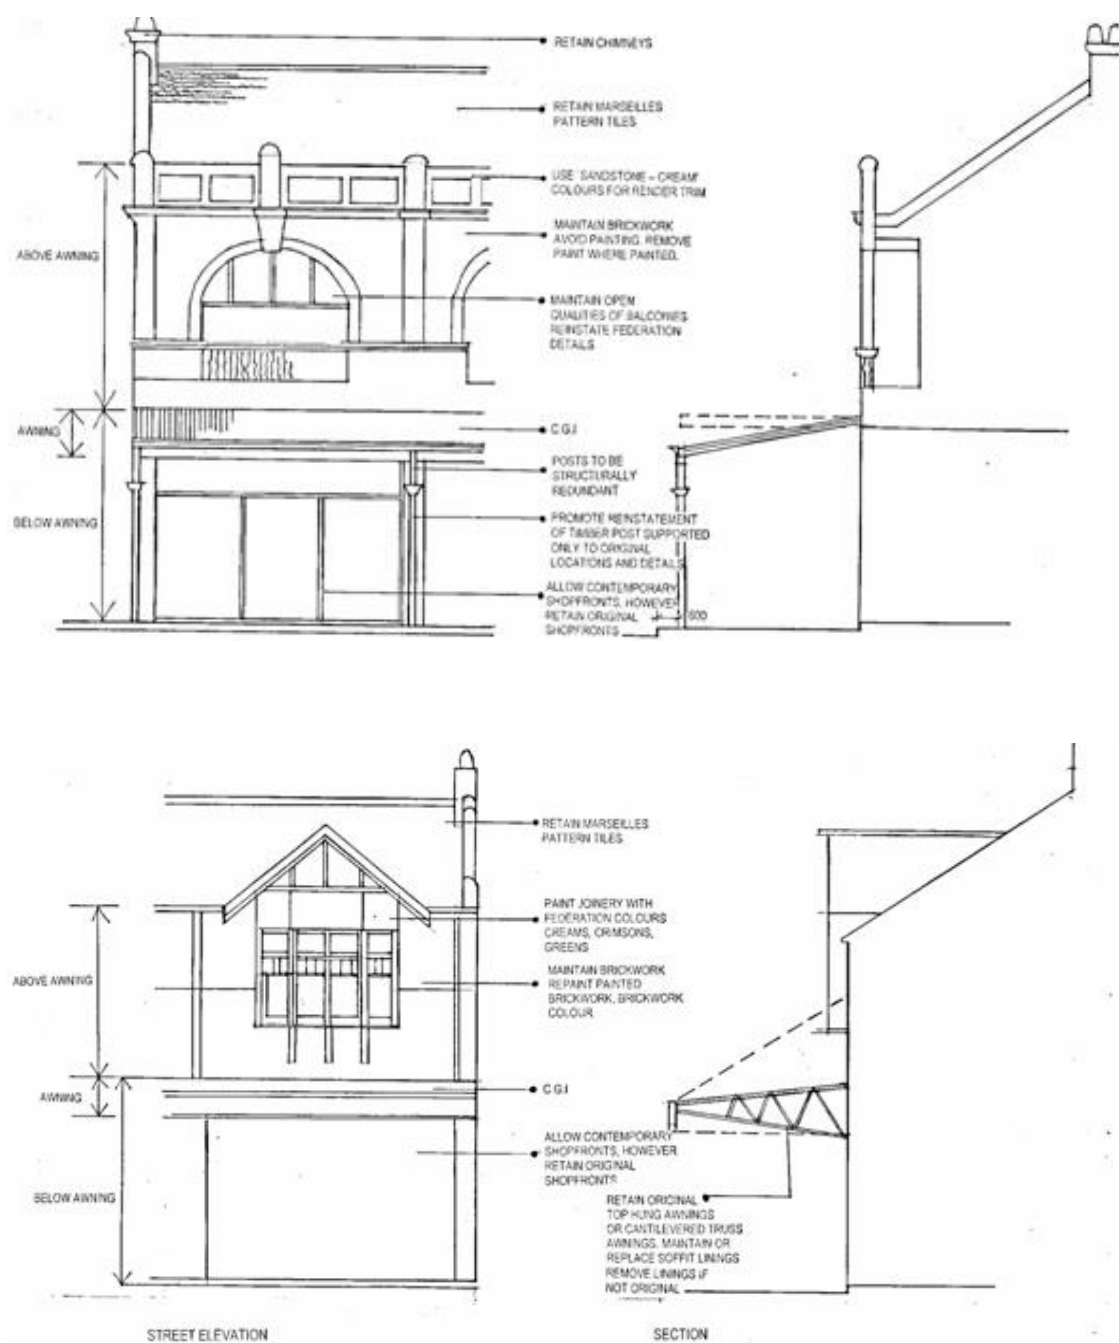 RETAIN CHIMNEYS
RETAIN MARSEILLES
PATTERN TILES
USE 'SANDSTONE - CREAM'
COLOURS FOR RENDER TRIM
MAINTAIN BRICKWORK
AVOID PAINTING. REMOVE
PAINT WHERE PAINTED.
ABOVE AWNING
MAINTAIN OPEM
QUALITIES OF BALCONIES
REINSTATE FEDERATION
DETAILS
AWNING
C.G.I
POSTS TO BE
STRUCTURALLY
REDUNDANT
BELOW AWNING
PROMOTE REINSTATEMENT
OF TIMBER POST SUPPORTED
ONLY TO ORIGINAL
LOCATIONS AND DETAILS
ALLOW CONTEMPORARY
SHOPFRONTS, HOWEVER
RETAIN ORIGINAL
SHOPFRONTS
600
RETAIN MARSEILLES
PATTERN TILES
PAINT JOINERY WITH
FEDERATION COLOURS
CREAMS, CRIMSONS,
GREENS
ABOVE AWNING
MAINTAIN BRICKWORK
REPAINT PAINTED
BRICKWORK, BRICKWORK
COLOUR
AWNING
C.G.I
ALLOW CONTEMPORARY
SHOPFRONTS, HOWEVER
RETAIN ORIGINAL
SHOPFRONTS
BELOW AWNING
RETAIN ORIGINAL
TOP HUNG AWNINGS
OR CANTILEVERED TRUSS
AWNINGS. MAINTAIN OR
REPLACE SOFFIT LININGS
REMOVE LININGS IF
NOT ORIGINAL
STREET ELEVATION
SECTION